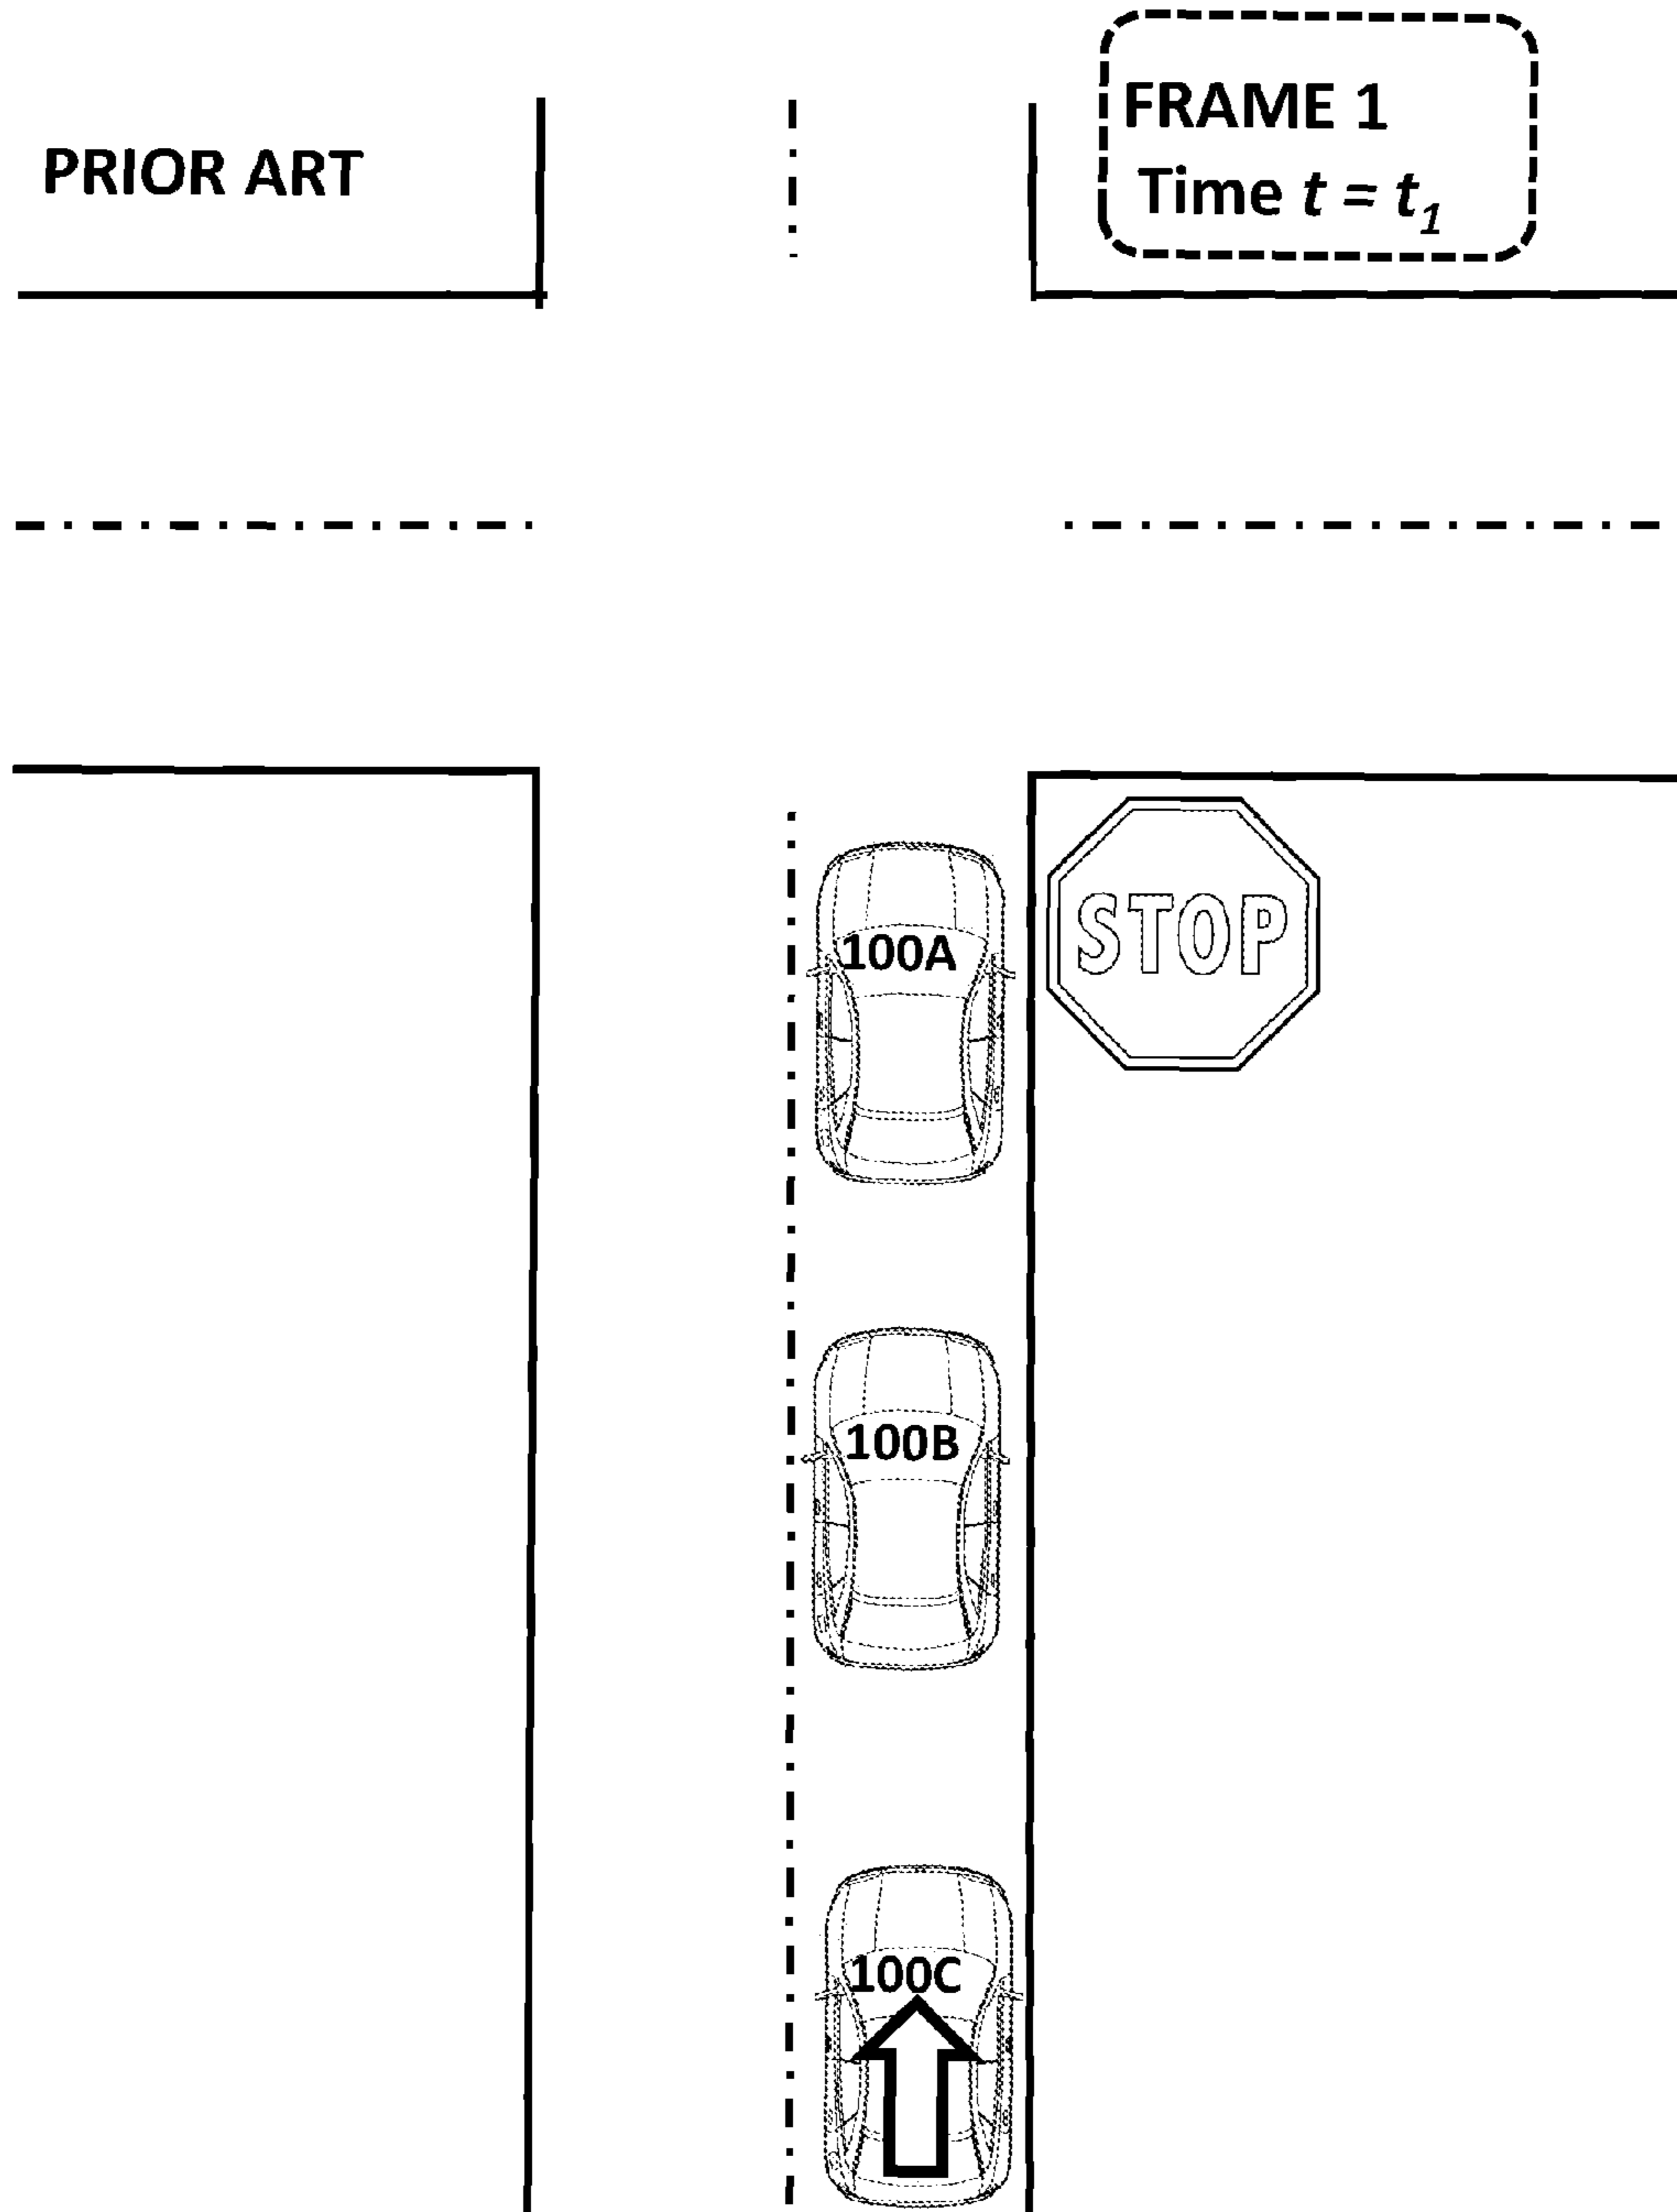 PRIOR ART
FRAME 1
Time t = t₁
STOP
100A
100B
100C